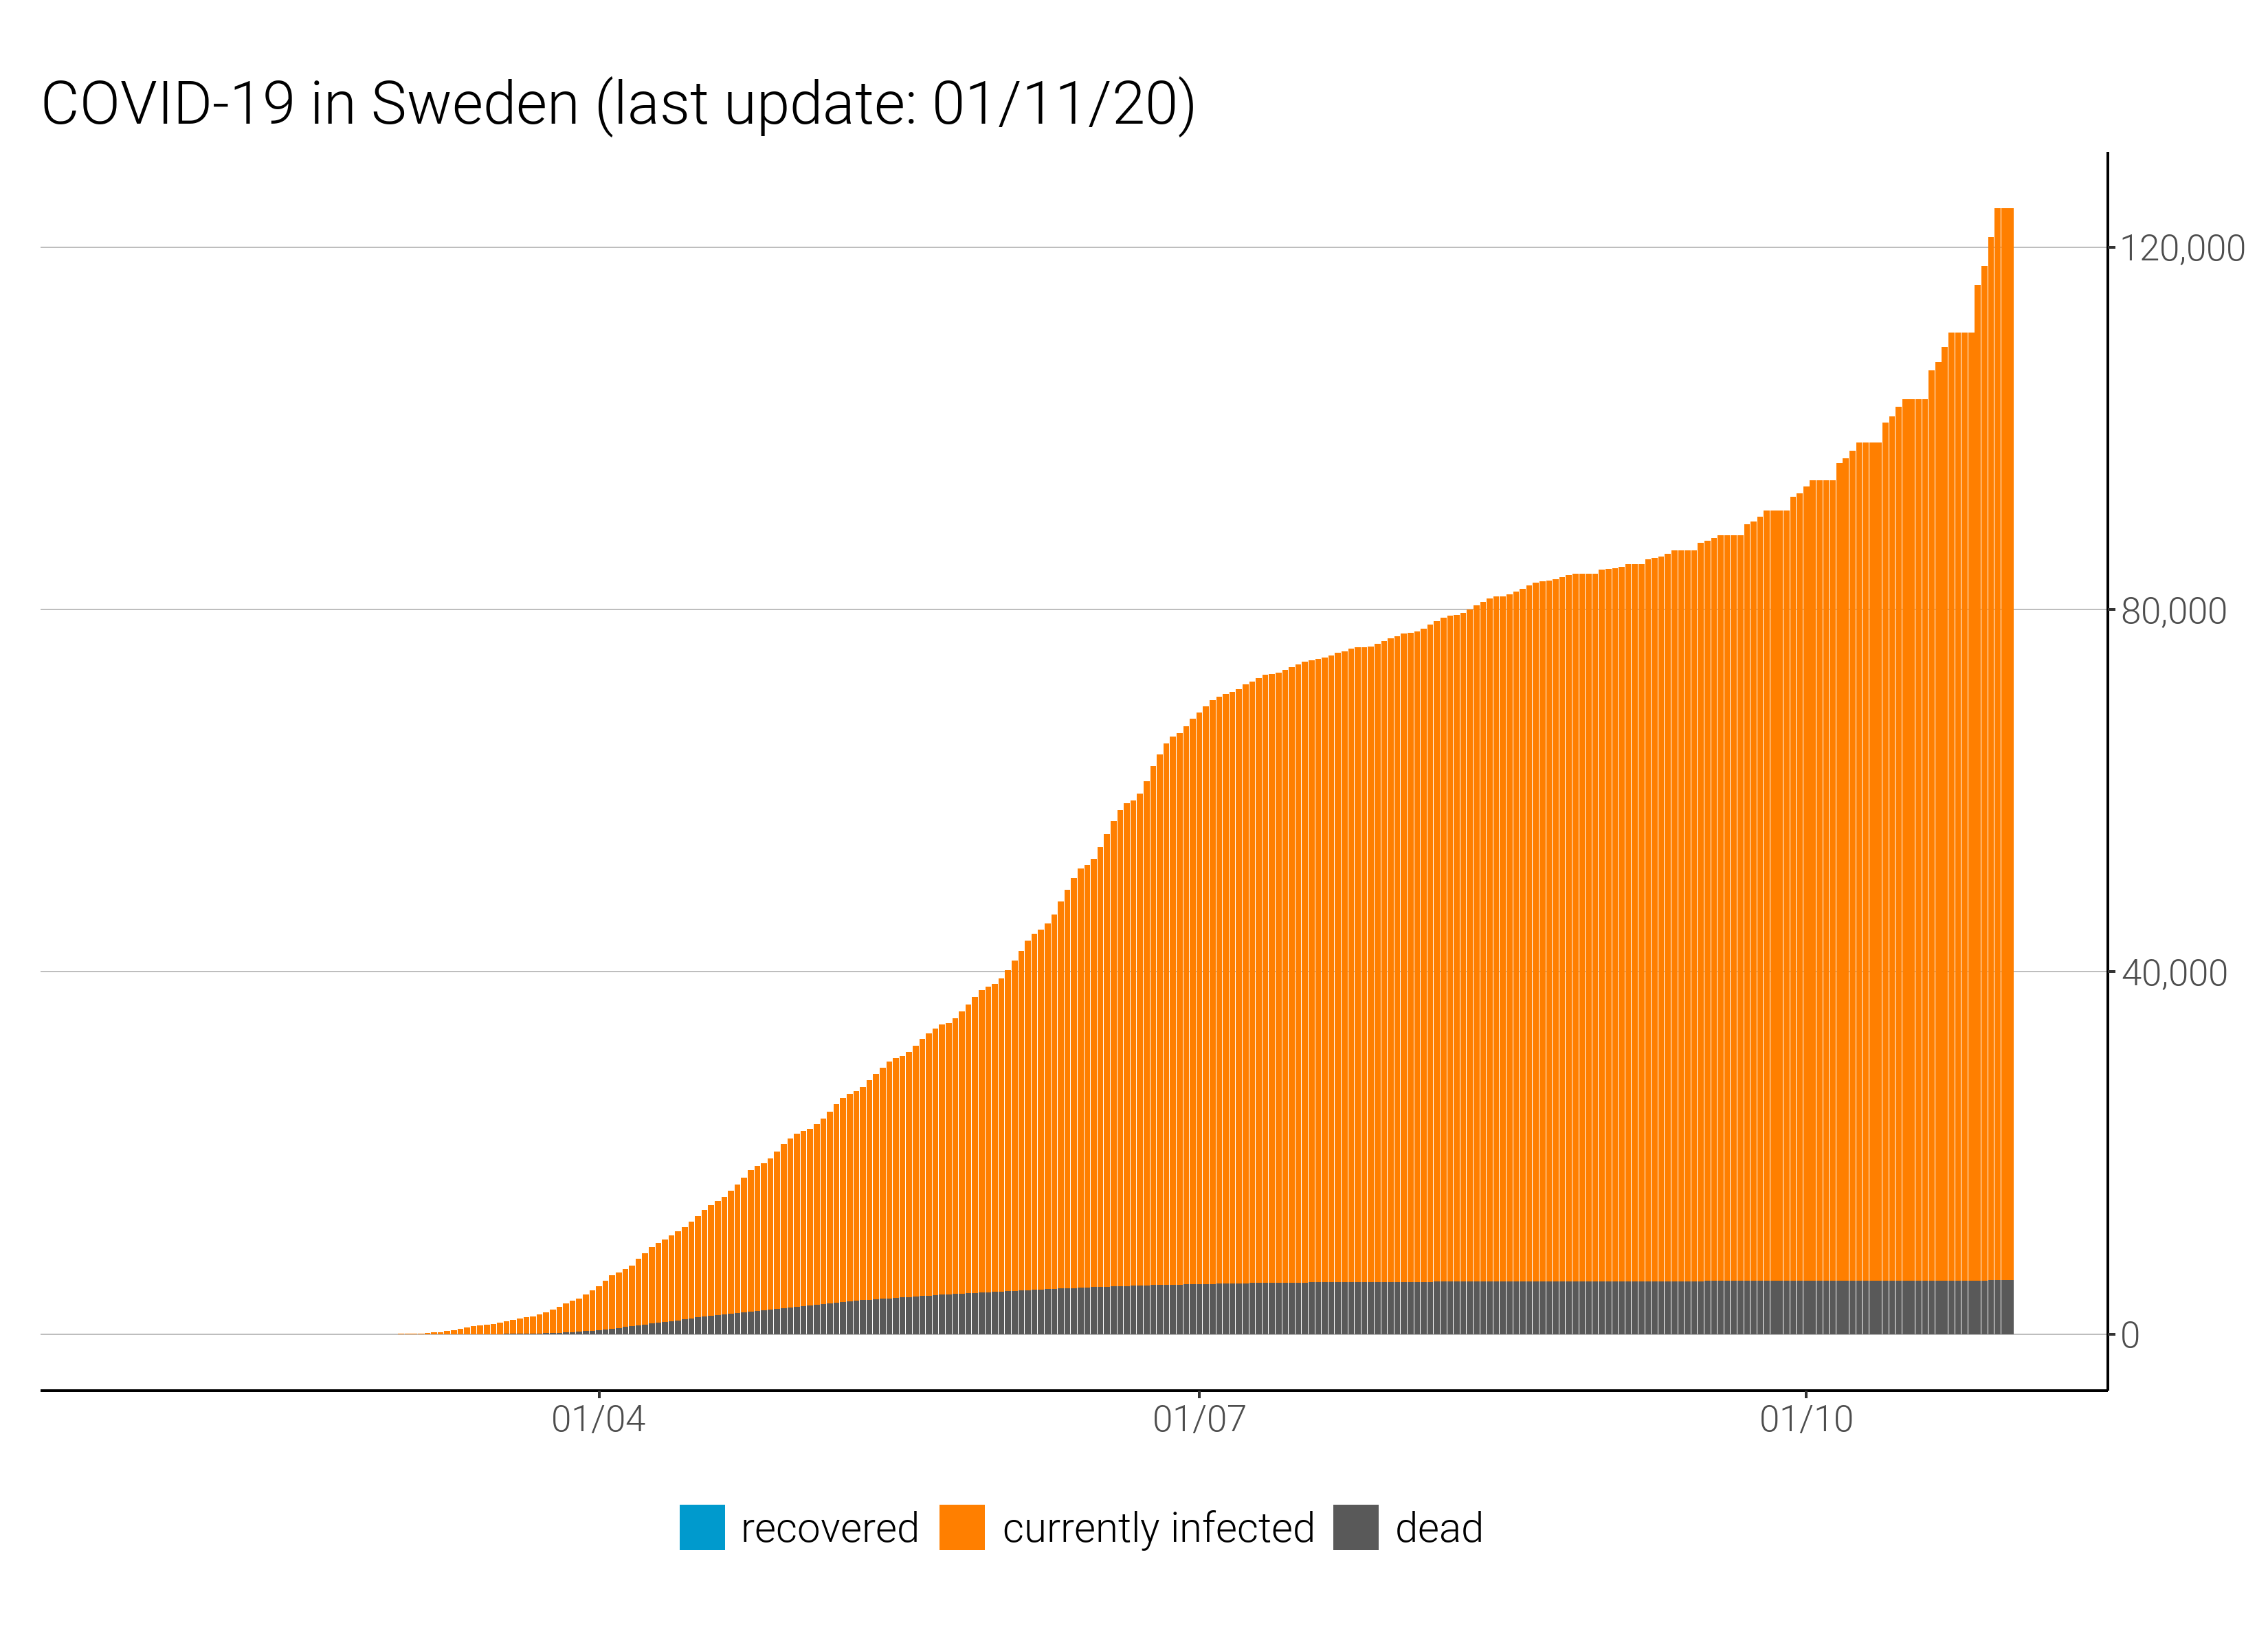 COVID-19 in Sweden (last update: 01/11/20)
120,000
80,000
40,000
0
01/04
01/07
01/10
recovered
currently infected
dead